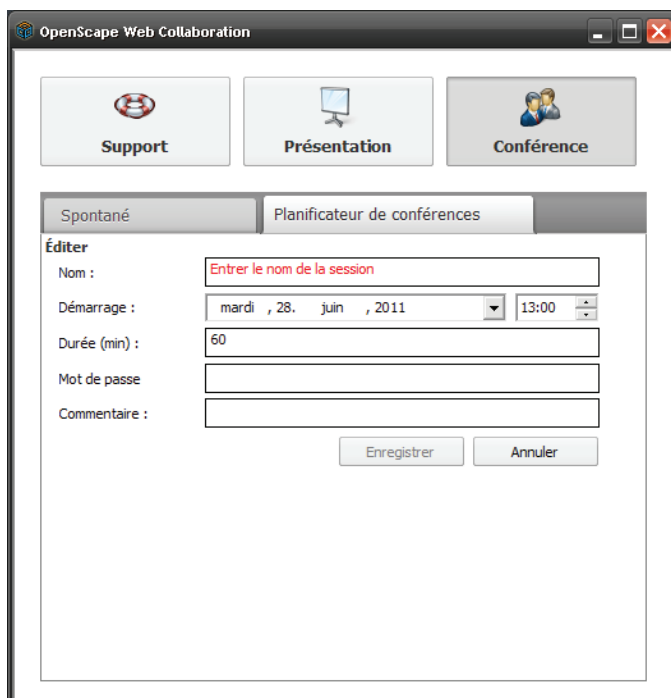 OpenScape Web Collaboration
Support
Présentation
Conférence
Spontané
Planificateur de conférences
Éditer
Nom : Entrer le nom de la session
Démarrage : mardi , 28. juin , 2011 13:00
Durée (min) : 60
Mot de passe
Commentaire :
Enregistrer Annuler